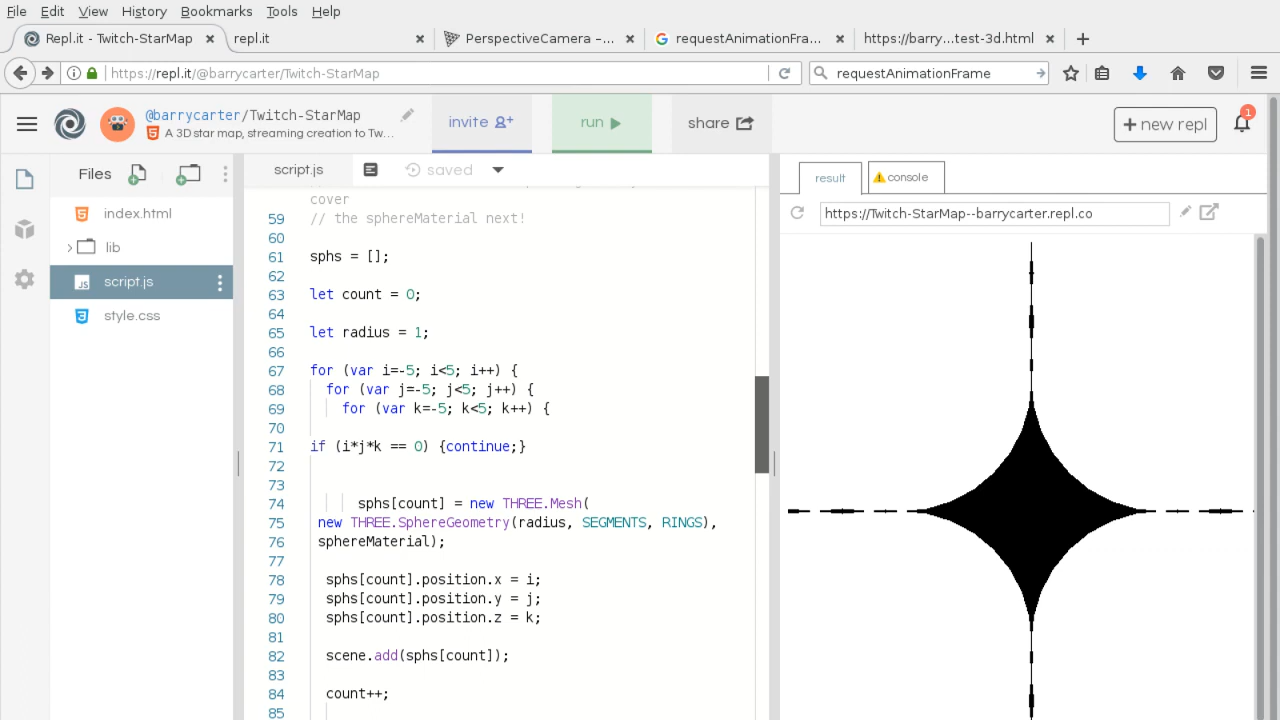 File Edit View History Bookmarks Tools Help
Repl.it - Twitch-StarMap × repl.it × PerspectiveCamera –... × requestAnimationFra... × https://barry...test-3d.html × +
https://repl.it/@barrycarter/Twitch-StarMap requestAnimationFrame
@barrycarter/Twitch-StarMap
A 3D star map, streaming creation to Tw...
invite run share + new repl 1
Files
index.html
lib
script.js
style.css
script.js saved
cover
59 // the sphereMaterial next!
60
61 sphs = [];
62
63 let count = 0;
64
65 let radius = 1;
66
67 for (var i=-5; i<5; i++) {
68 for (var j=-5; j<5; j++) {
69 for (var k=-5; k<5; k++) {
70
71 if (i*j*k == 0) {continue;}
72
73
74 sphs[count] = new THREE.Mesh(
75 new THREE.SphereGeometry(radius, SEGMENTS, RINGS),
76 sphereMaterial);
77
78 sphs[count].position.x = i;
79 sphs[count].position.y = j;
80 sphs[count].position.z = k;
81
82 scene.add(sphs[count]);
83
84 count++;
85
result console
https://Twitch-StarMap--barrycarter.repl.co